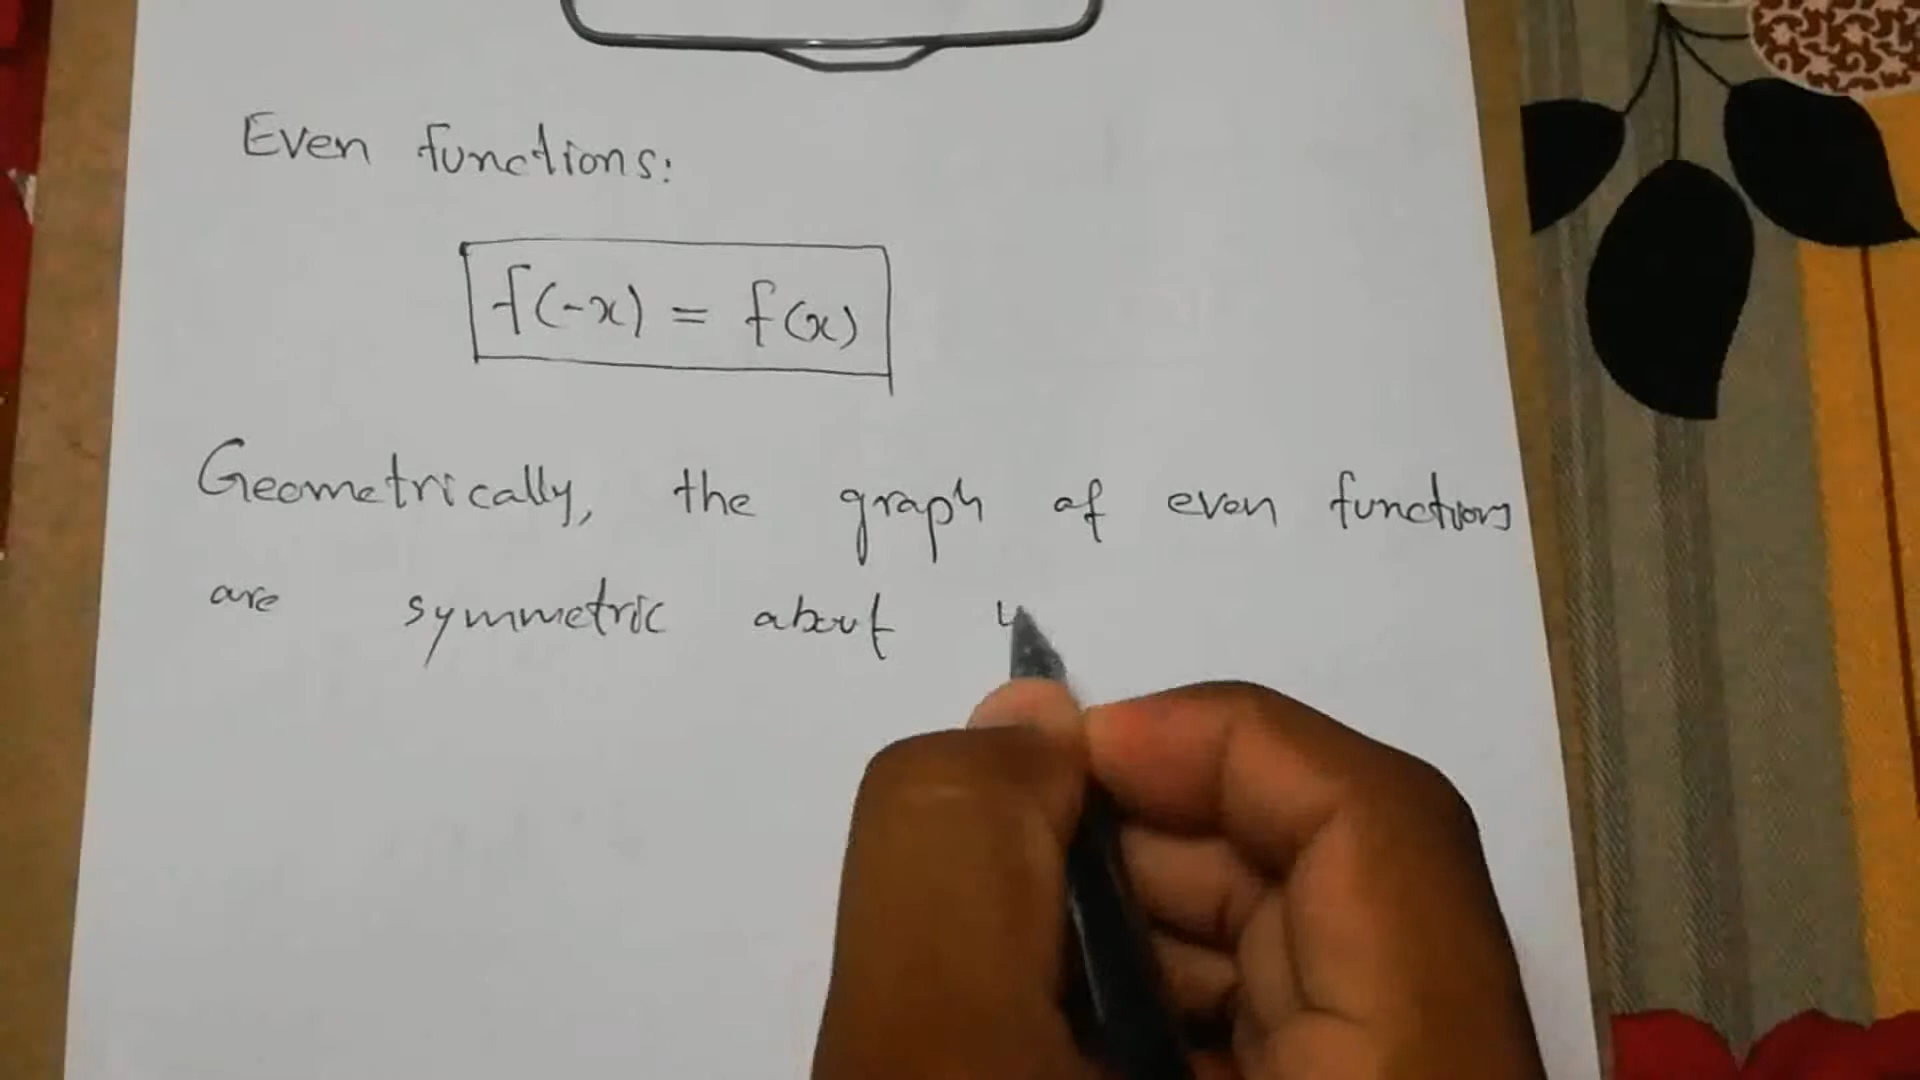 Even functions:
f(-x) = f(x)
Geometrically, the graph of even functions
are symmetric about